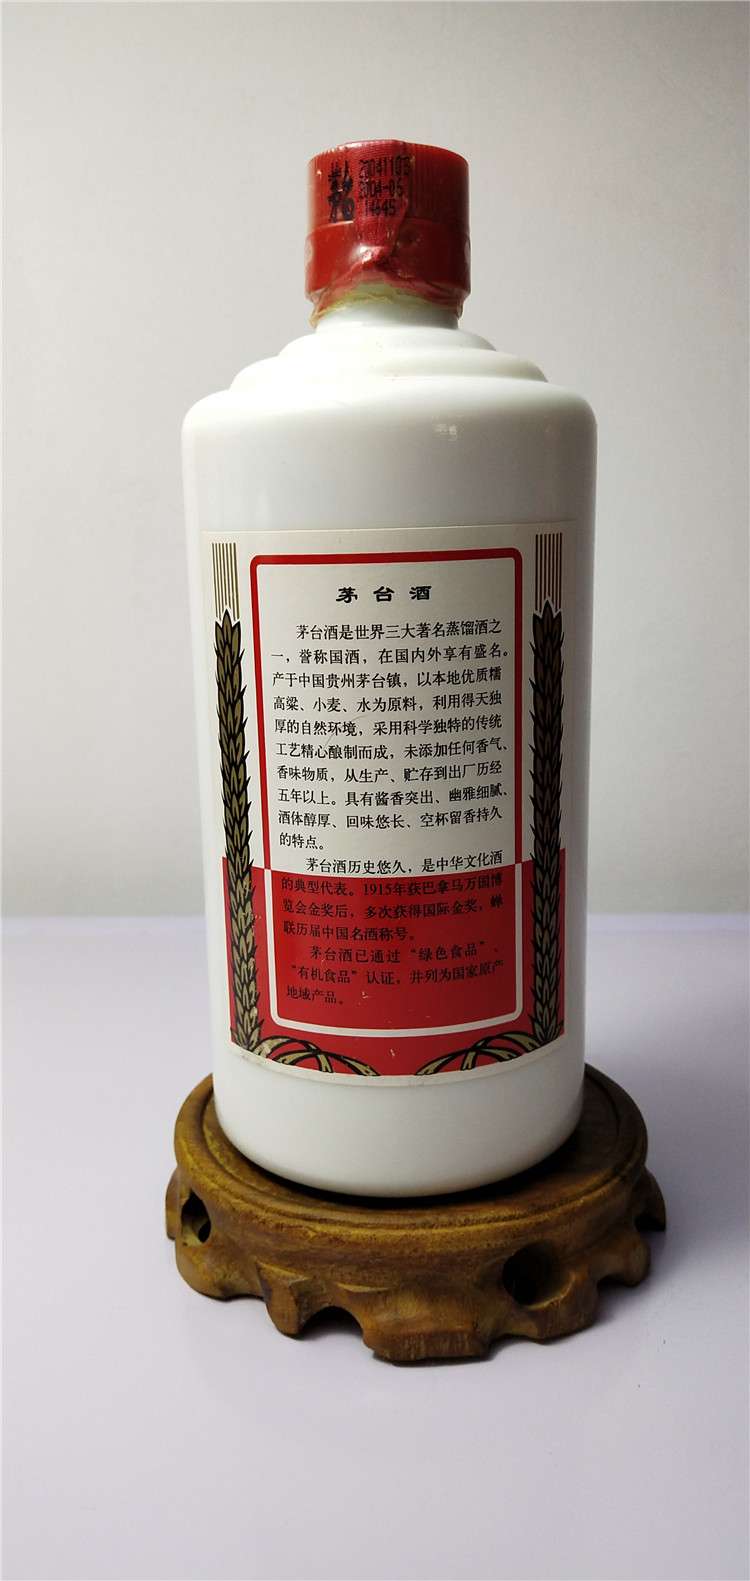 20041105
2004-05
14645
茅台酒
茅台酒是世界三大著名蒸馏酒之
一，誉称国酒，在国内外享有盛名。
产于中国贵州茅台镇，以本地优质糯
高粱、小麦、水为原料，利用得天独
厚的自然环境，采用科学独特的传统
工艺精心酿制而成，未添加任何香气、
香味物质，从生产、贮存到出厂历经
五年以上。具有酱香突出、幽雅细腻、
酒体醇厚、回味悠长、空杯留香持久
的特点。
茅台酒历史悠久，是中华文化酒
的典型代表。1915年获巴拿马万国博
览会金奖后，多次获得国际金奖，蝉
联历届中国名酒称号。
茅台酒已通过“绿色食品”、
“有机食品”认证，并列为国家原产
地域产品。